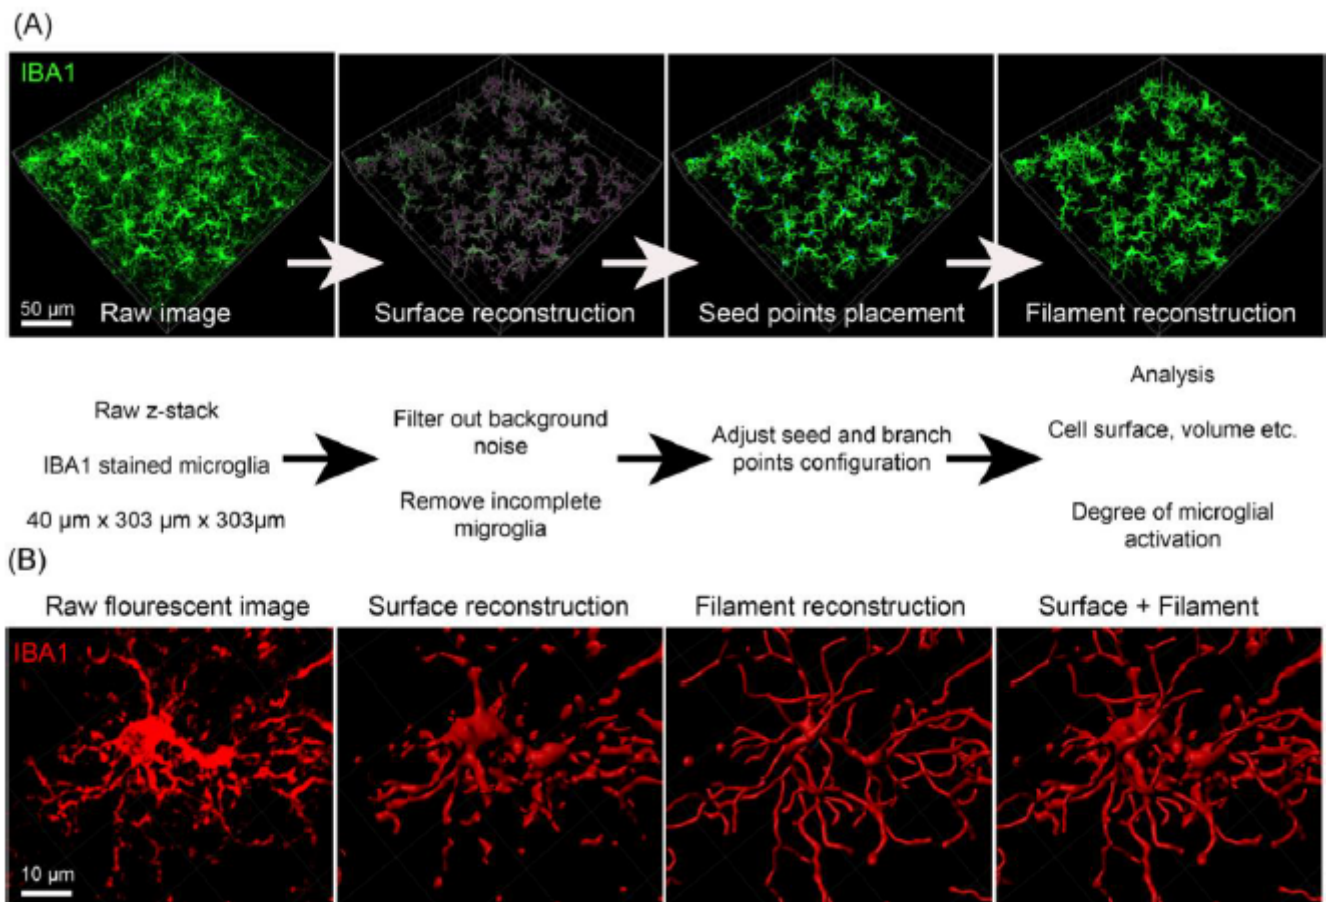 (A)
IBA1
50 µm
Raw image
Surface reconstruction
Seed points placement
Filament reconstruction
Raw z-stack
IBA1 stained microglia
40 µm x 303 µm x 303µm
Filter out background
noise
Remove incomplete
migroglia
Adjust seed and branch
points configuration
Analysis
Cell surface, volume etc.
Degree of microglial
activation
(B)
Raw flourescent image
Surface reconstruction
Filament reconstruction
Surface + Filament
IBA1
10 µm